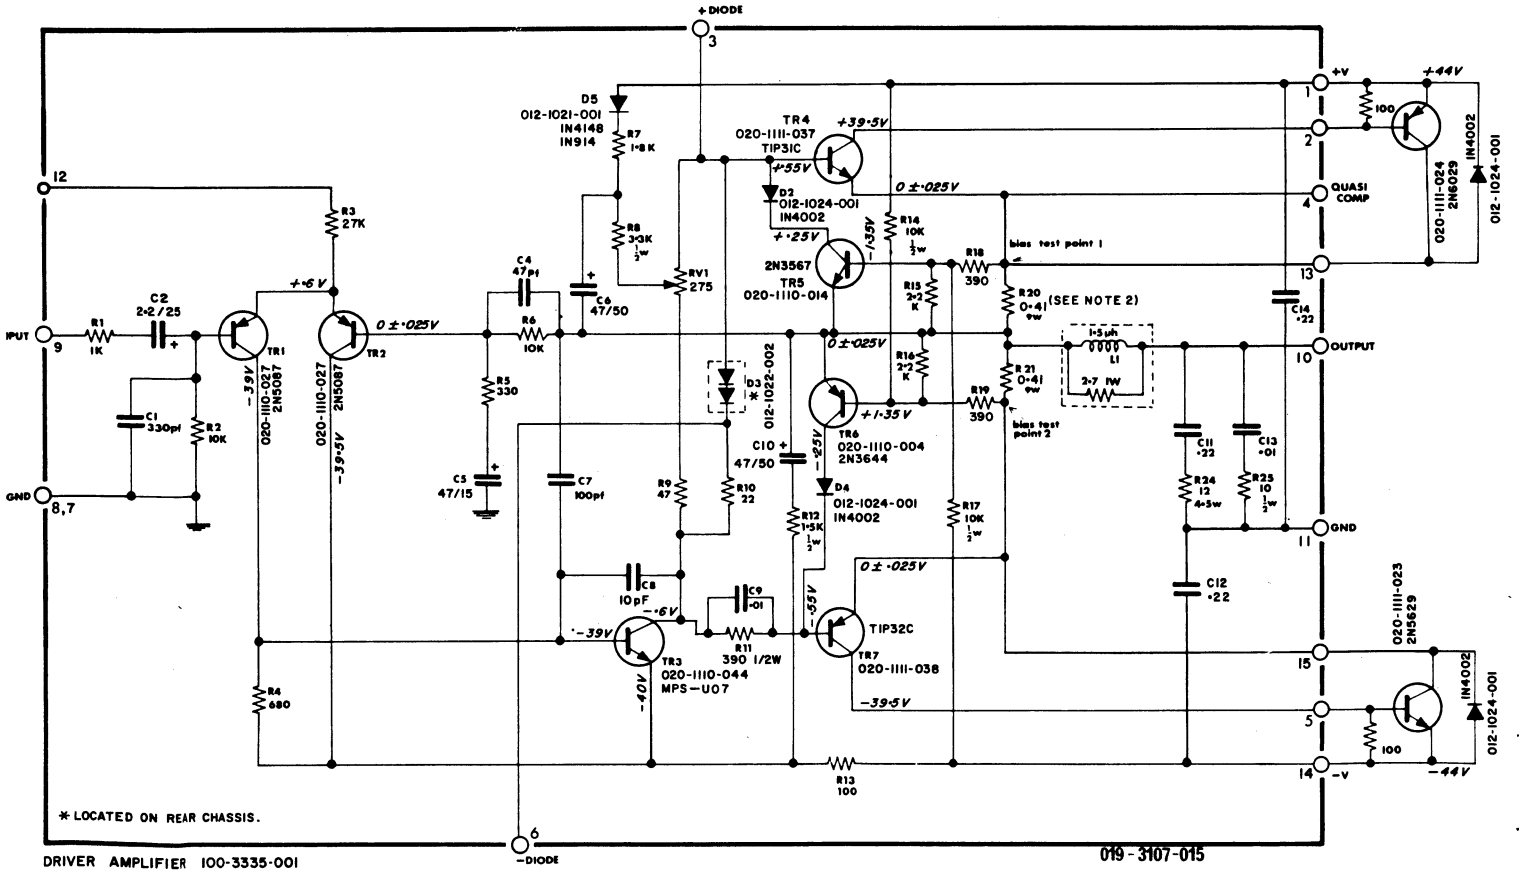 +DIODE
3
+V
1
+44V
100
2
1N4002
012-1024-001
020-1111-024
2N6029
QUASI
COMP
4
13
D5
012-1021-001
1N4148
1N914
R7
1·8K
TR4
020-1111-037
TIP31C
+39.5V
+·55V
0±·025V
D2
012-1024-001
1N4002
+·25V
R8
3·3K
½W
R14
10K
½W
-1·35V
bias test point 1
12
R3
27K
+·6V
C4
47pf
C6
47/50
RV1
275
2N3567
TR5
020-1110-014
R15
2·2
K
R18
390
R20
0·41
9W
(SEE NOTE 2)
C14
·22
C2
2·2/25
R1
1K
IPUT
9
TR1
TR2
0±·025V
R6
10K
0±·025V
1·5µh
L1
2·7 1W
10
OUTPUT
-39V
020-1110-027
2N5087
020-1110-027
2N5087
-39.5V
R5
330
D3
*
012-1022-002
R16
2·2
K
R19
390
R21
0·41
9W
bias test
point 2
+1·35V
TR6
020-1110-004
2N3644
-·25V
C1
330pf
R2
10K
C5
47/15
C7
100pf
R9
47
R10
22
C10
47/50
R12
1·5K
½W
D4
012-1024-001
1N4002
R17
10K
½W
C11
·22
R24
12
4·5W
C13
·01
R25
10
½W
GND
8,7
11
GND
C8
10pF
-·6V
C9
·01
-·55V
0±·025V
C12
·22
020-1111-023
2N5629
-39V
R11
390 1/2W
TIP32C
TR7
020-1111-038
TR3
020-1110-044
MPS-U07
-40V
15
1N4002
012-1024-001
R4
680
-39·5V
5
100
R13
100
14
-V
-44V
* LOCATED ON REAR CHASSIS.
6
-DIODE
DRIVER AMPLIFIER 100-3335-001
019-3107-015